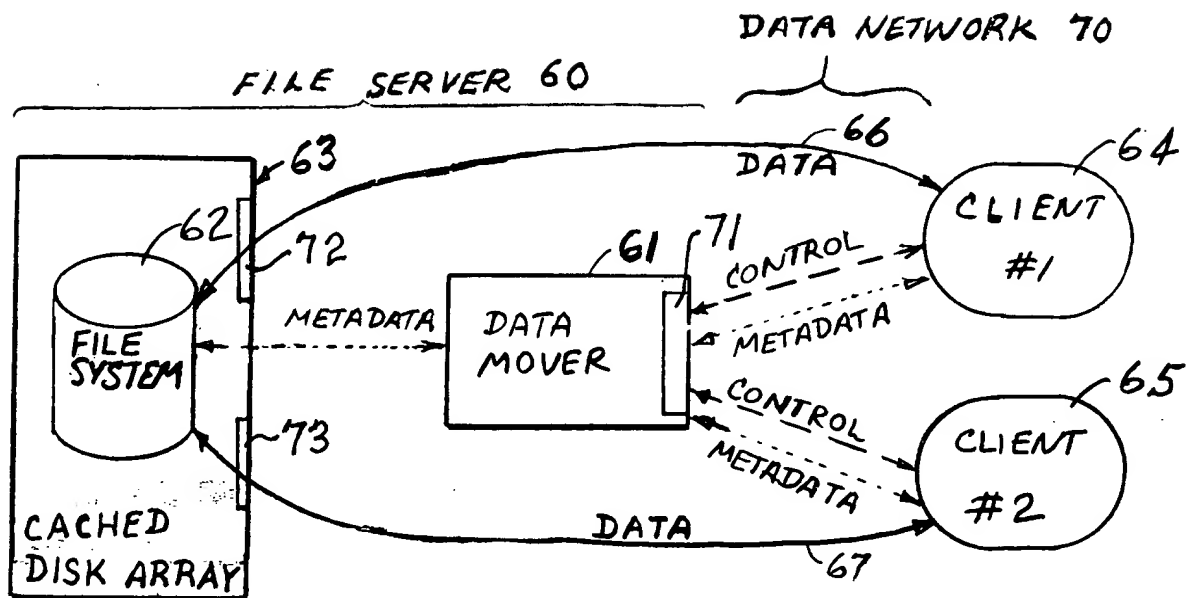 DATA NETWORK 70
FILE SERVER 60
66
63
DATA
64
CLIENT
#1
62
72
61
71
CONTROL
METADATA
METADATA
DATA
MOVER
FILE
SYSTEM
CONTROL
METADATA
65
CLIENT
#2
73
CACHED
DISK ARRAY
DATA
67